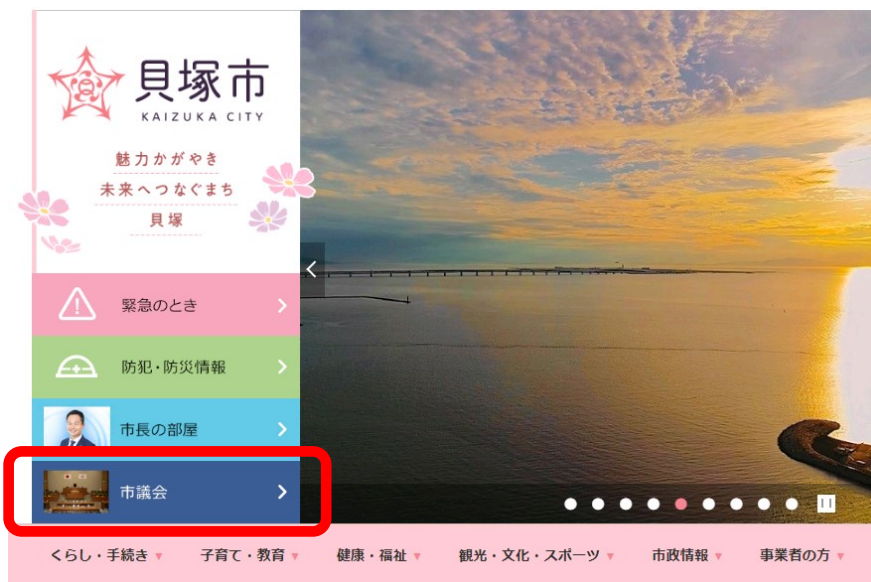 貝塚市
KAIZUKA CITY
魅力かがやき
未来へつなぐまち
貝塚
緊急のとき
防犯・防災情報
市長の部屋
市議会
くらし・手続き ▼ 子育て・教育 ▼ 健康・福祉 ▼ 観光・文化・スポーツ ▼ 市政情報 ▼ 事業者の方 ▼